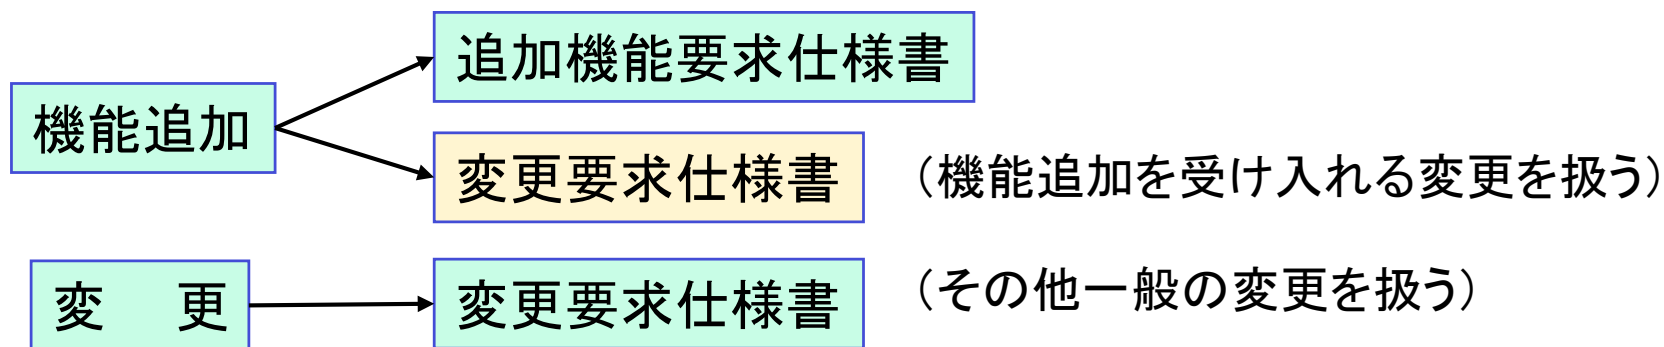 追加機能要求仕様書
機能追加
変更要求仕様書 (機能追加を受け入れる変更を扱う)
変　更 変更要求仕様書 (その他一般の変更を扱う)